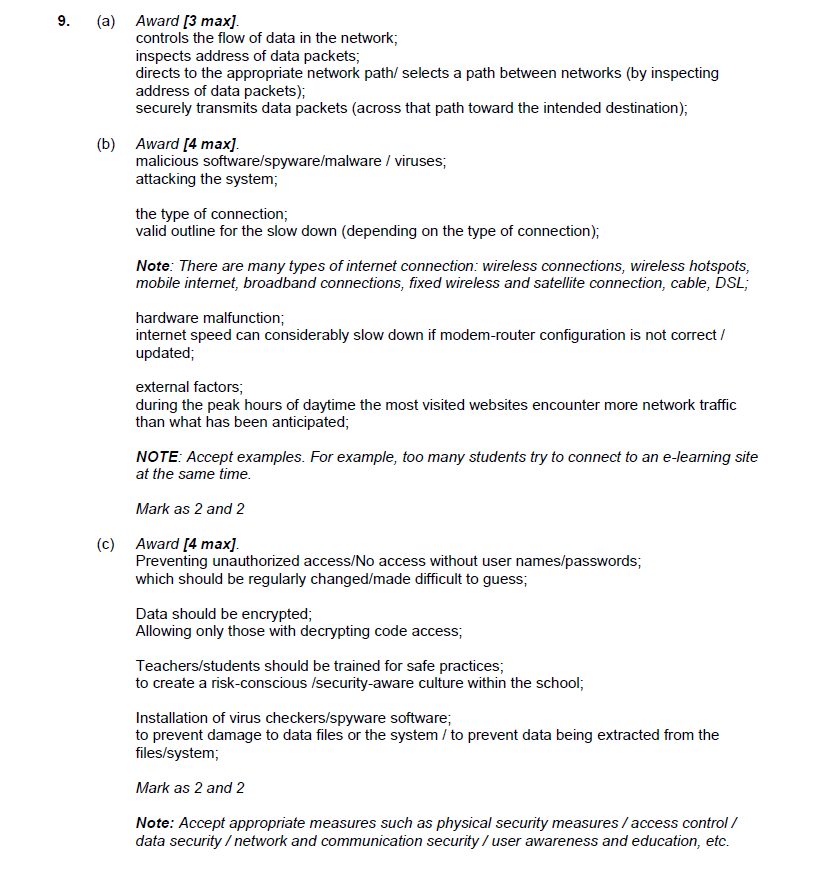 9. (a) Award [3 max].
controls the flow of data in the network;
inspects address of data packets;
directs to the appropriate network path/ selects a path between networks (by inspecting
address of data packets);
securely transmits data packets (across that path toward the intended destination);
(b) Award [4 max].
malicious software/spyware/malware / viruses;
attacking the system;
the type of connection;
valid outline for the slow down (depending on the type of connection);
Note: There are many types of internet connection: wireless connections, wireless hotspots,
mobile internet, broadband connections, fixed wireless and satellite connection, cable, DSL;
hardware malfunction;
internet speed can considerably slow down if modem-router configuration is not correct /
updated;
external factors;
during the peak hours of daytime the most visited websites encounter more network traffic
than what has been anticipated;
NOTE: Accept examples. For example, too many students try to connect to an e-learning site
at the same time.
Mark as 2 and 2
(c) Award [4 max].
Preventing unauthorized access/No access without user names/passwords;
which should be regularly changed/made difficult to guess;
Data should be encrypted;
Allowing only those with decrypting code access;
Teachers/students should be trained for safe practices;
to create a risk-conscious /security-aware culture within the school;
Installation of virus checkers/spyware software;
to prevent damage to data files or the system / to prevent data being extracted from the
files/system;
Mark as 2 and 2
Note: Accept appropriate measures such as physical security measures / access control /
data security / network and communication security / user awareness and education, etc.